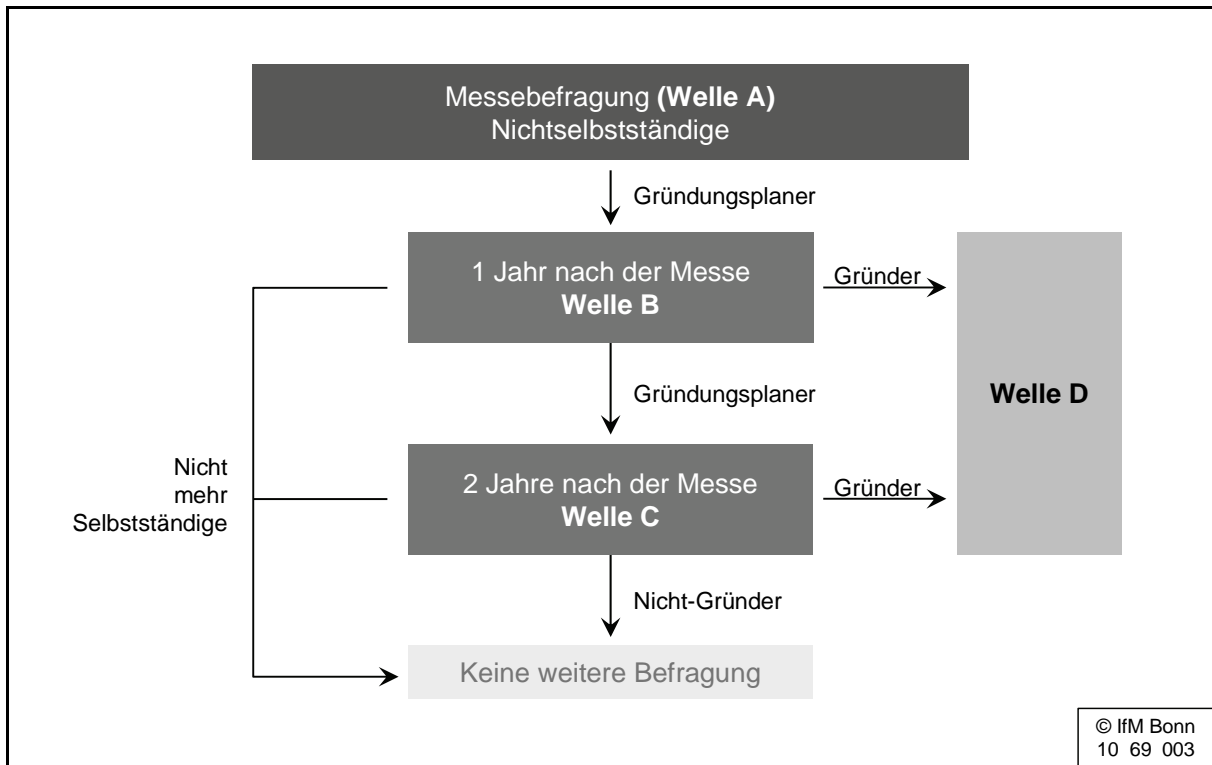 Messebefragung (Welle A)
Nichtselbstständige
Gründungsplaner
1 Jahr nach der Messe
Welle B
Gründer
Welle D
Gründungsplaner
Nicht
mehr
Selbstständige
2 Jahre nach der Messe
Welle C
Gründer
Nicht-Gründer
Keine weitere Befragung
© IfM Bonn
10 69 003